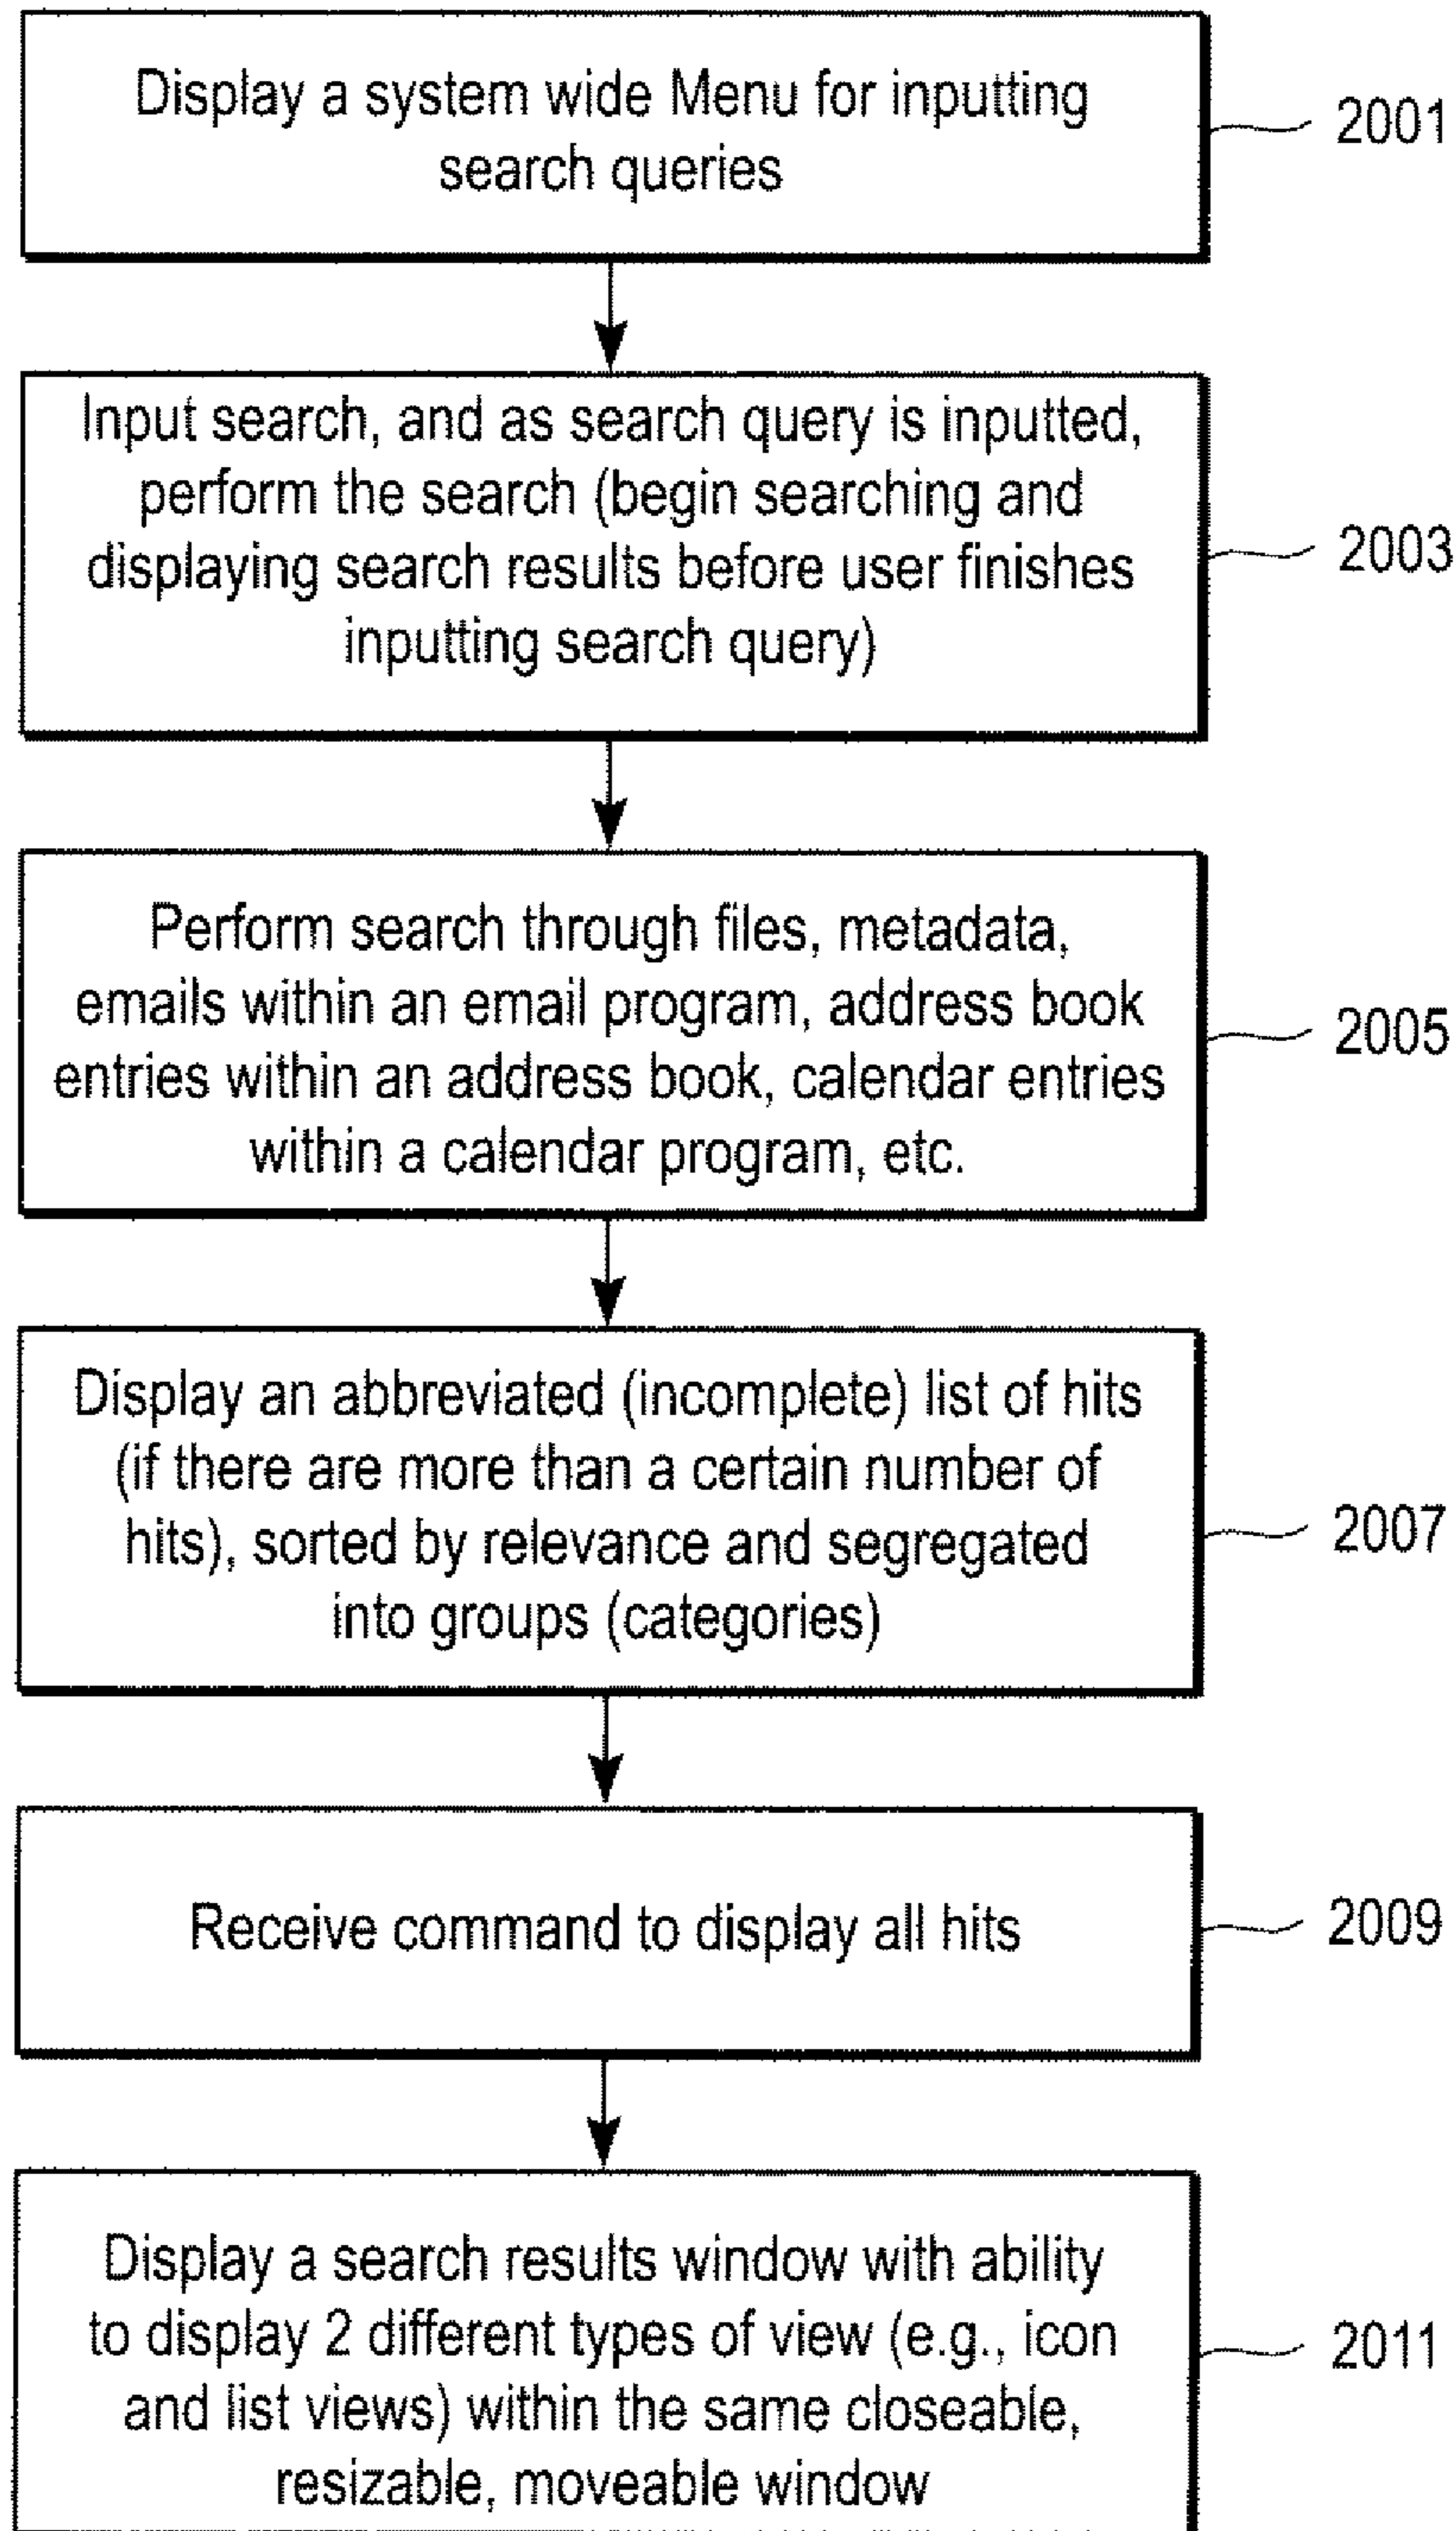 Display a system wide Menu for inputting
search queries
2001
Input search, and as search query is inputted,
perform the search (begin searching and
displaying search results before user finishes
inputting search query)
2003
Perform search through files, metadata,
emails within an email program, address book
entries within an address book, calendar entries
within a calendar program, etc.
2005
Display an abbreviated (incomplete) list of hits
(if there are more than a certain number of
hits), sorted by relevance and segregated
into groups (categories)
2007
Receive command to display all hits
2009
Display a search results window with ability
to display 2 different types of view (e.g., icon
and list views) within the same closeable,
resizable, moveable window
2011